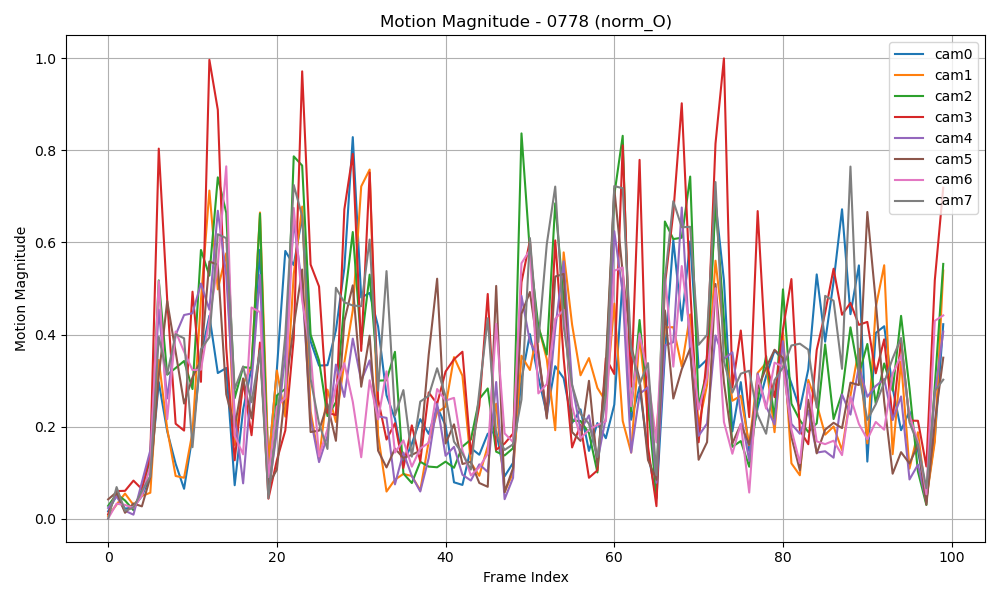 Motion Magnitude - 0778 (norm_O)
Motion Magnitude
1.0
0.8
0.6
0.4
0.2
0.0
0
20
40
60
80
100
Frame Index
cam0
cam1
cam2
cam3
cam4
cam5
cam6
cam7